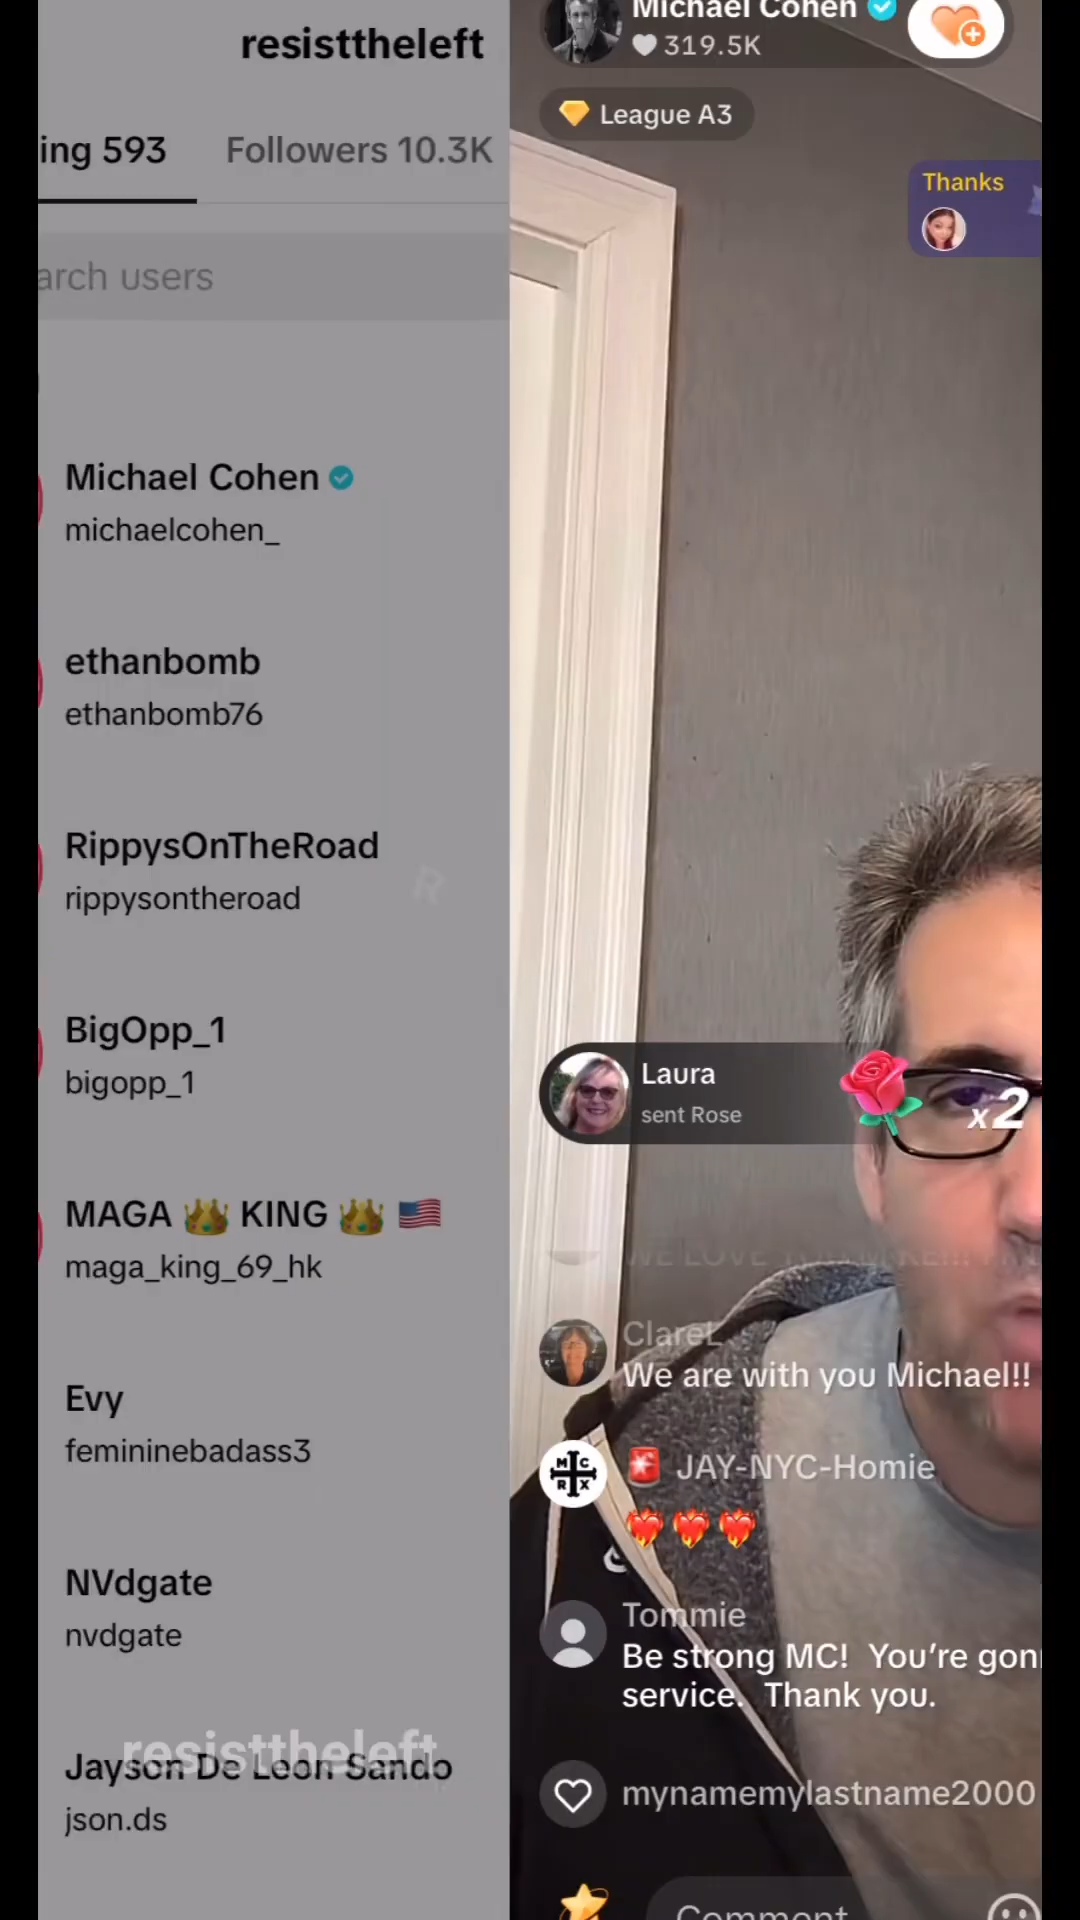 resisttheleft
ing 593
Followers 10.3K
arch users
Michael Cohen
michaelcohen_
ethanbomb
ethanbomb76
RippysOnTheRoad
rippysontheroad
R
BigOpp_1
bigopp_1
MAGA 👑 KING 👑 🇺🇸
maga_king_69_hk
Evy
femininebadass3
NVdgate
nvdgate
resisttheleft
Jayson De Leon Sando
json.ds
Michael Cohen
319.5K
League A3
Thanks
Laura
sent Rose
x2
WE LOVE
ClareL
We are with you Michael!!
M C
R X
🚨 JAY-NYC-Homie
❤️‍🔥❤️‍🔥❤️‍🔥
Tommie
Be strong MC!  You’re gon
service.  Thank you.
mynamemylastname2000
Comment